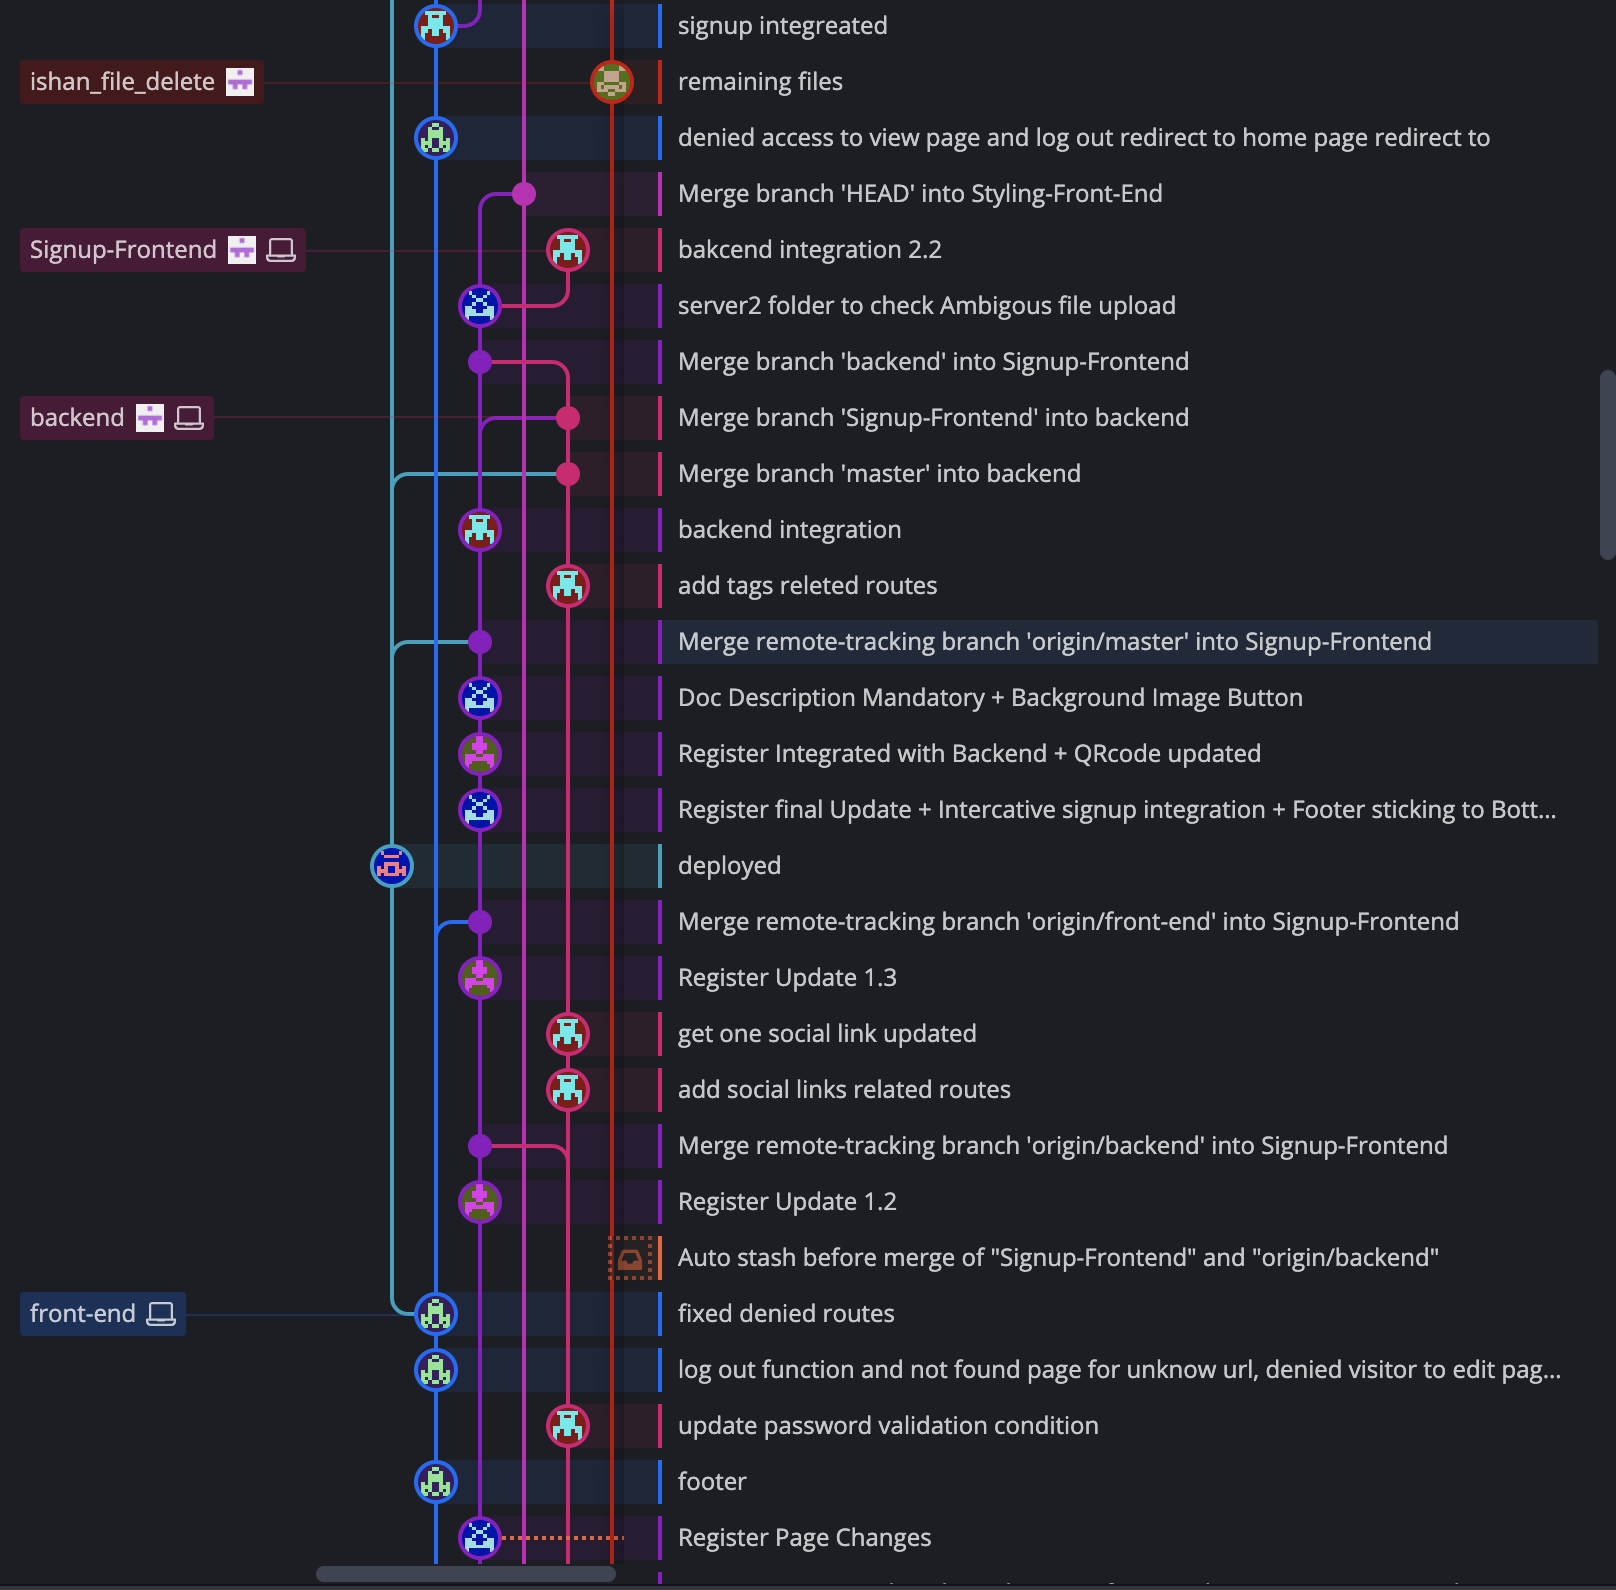 signup integreated
ishan_file_delete remaining files
denied access to view page and log out redirect to home page redirect to
Merge branch 'HEAD' into Styling-Front-End
Signup-Frontend bakcend integration 2.2
server2 folder to check Ambigous file upload
Merge branch 'backend' into Signup-Frontend
backend Merge branch 'Signup-Frontend' into backend
Merge branch 'master' into backend
backend integration
add tags releted routes
Merge remote-tracking branch 'origin/master' into Signup-Frontend
Doc Description Mandatory + Background Image Button
Register Integrated with Backend + QRcode updated
Register final Update + Intercative signup integration + Footer sticking to Bott...
deployed
Merge remote-tracking branch 'origin/front-end' into Signup-Frontend
Register Update 1.3
get one social link updated
add social links related routes
Merge remote-tracking branch 'origin/backend' into Signup-Frontend
Register Update 1.2
Auto stash before merge of "Signup-Frontend" and "origin/backend"
front-end fixed denied routes
log out function and not found page for unknow url, denied visitor to edit pag...
update password validation condition
footer
Register Page Changes